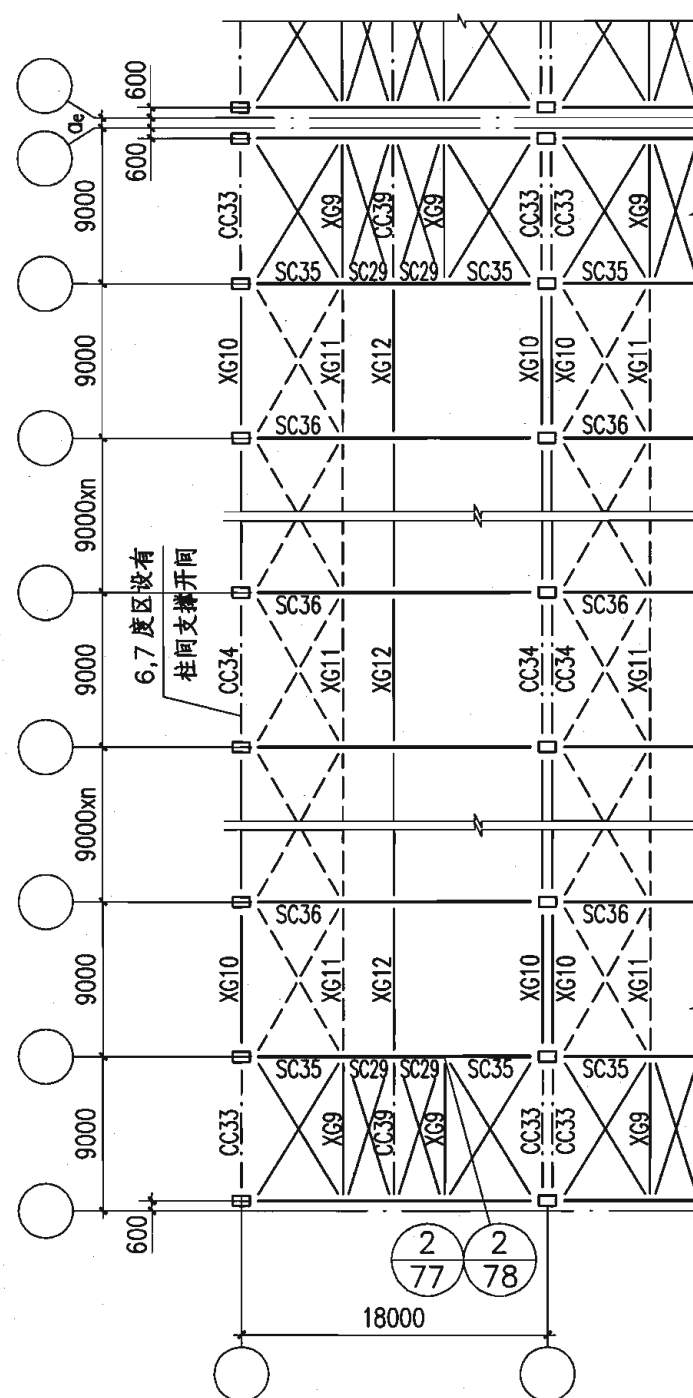 600
ae
600
9000
CC33
XG9
CC39
XG9
CC33
CC33
XG9
SC35
SC29
SC29
SC35
SC35
9000
XG10
XG11
XG12
XG10
XG10
XG11
SC36
SC36
9000xn
6,7度区设有
柱间支撑开间
SC36
SC36
9000
CC34
XG11
XG12
CC34
CC34
XG11
9000xn
SC36
SC36
9000
XG10
XG11
XG12
XG10
XG10
XG11
SC35
SC29
SC29
SC35
SC35
9000
CC33
XG9
CC39
XG9
CC33
CC33
XG9
600
2
77
2
78
18000